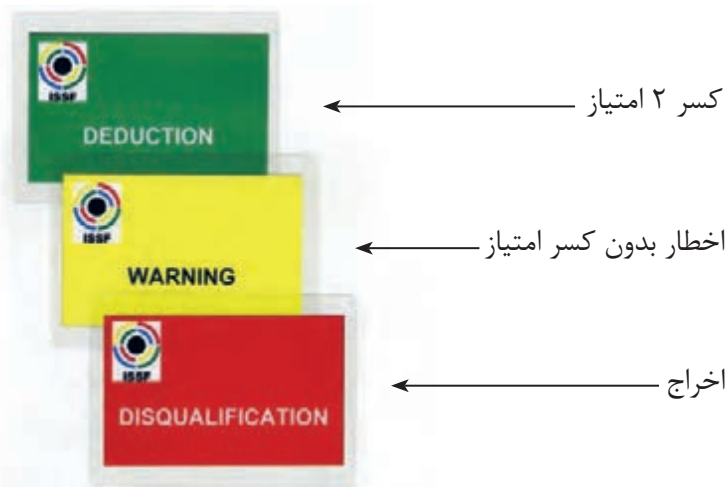 ISSF
DEDUCTION
کسر ۲ امتیاز
ISSF
WARNING
اخطار بدون کسر امتیاز
ISSF
DISQUALIFICATION
اخراج